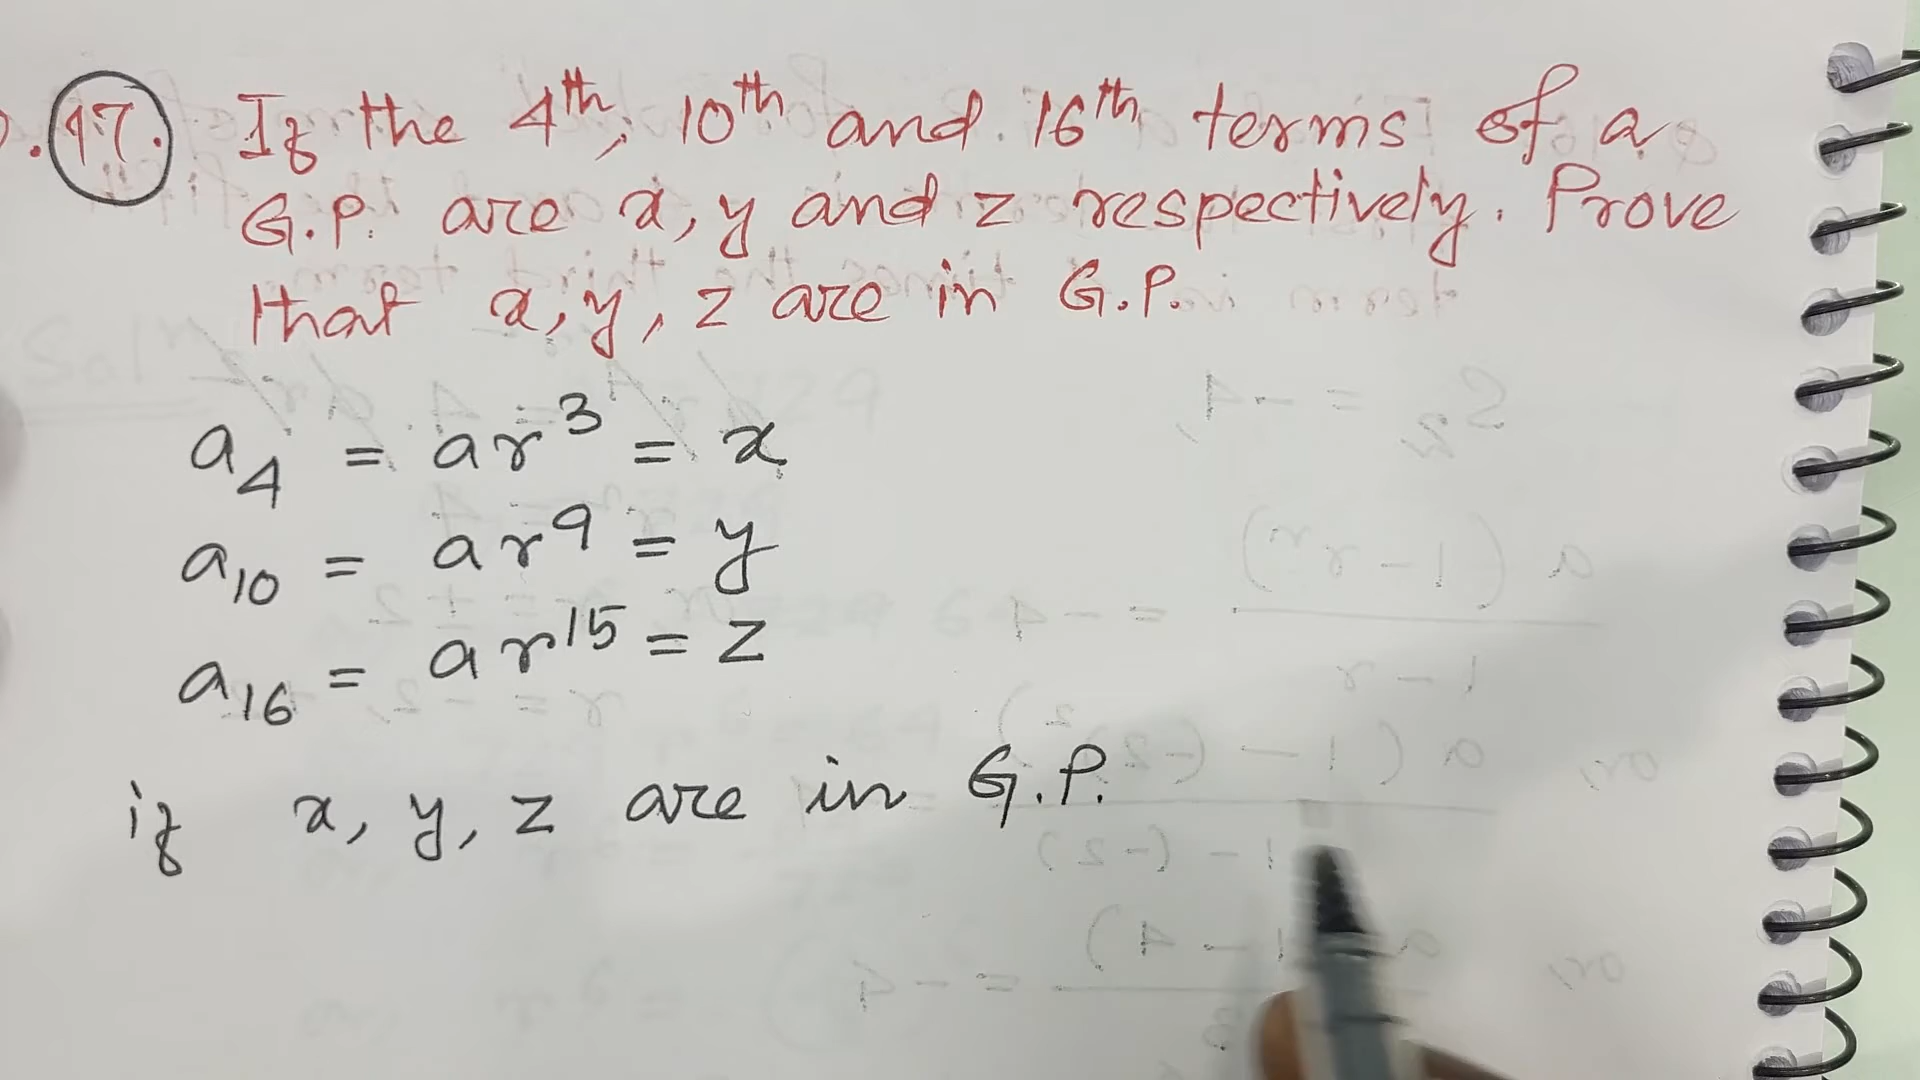 17. If the 4th, 10th and 16th terms of a
G.P. are x, y and z respectively. Prove
that x, y, z are in G.P.
a₄ = ar³ = x
a₁₀ = ar⁹ = y
a₁₆ = ar¹⁵ = z
if x, y, z are in G.P.